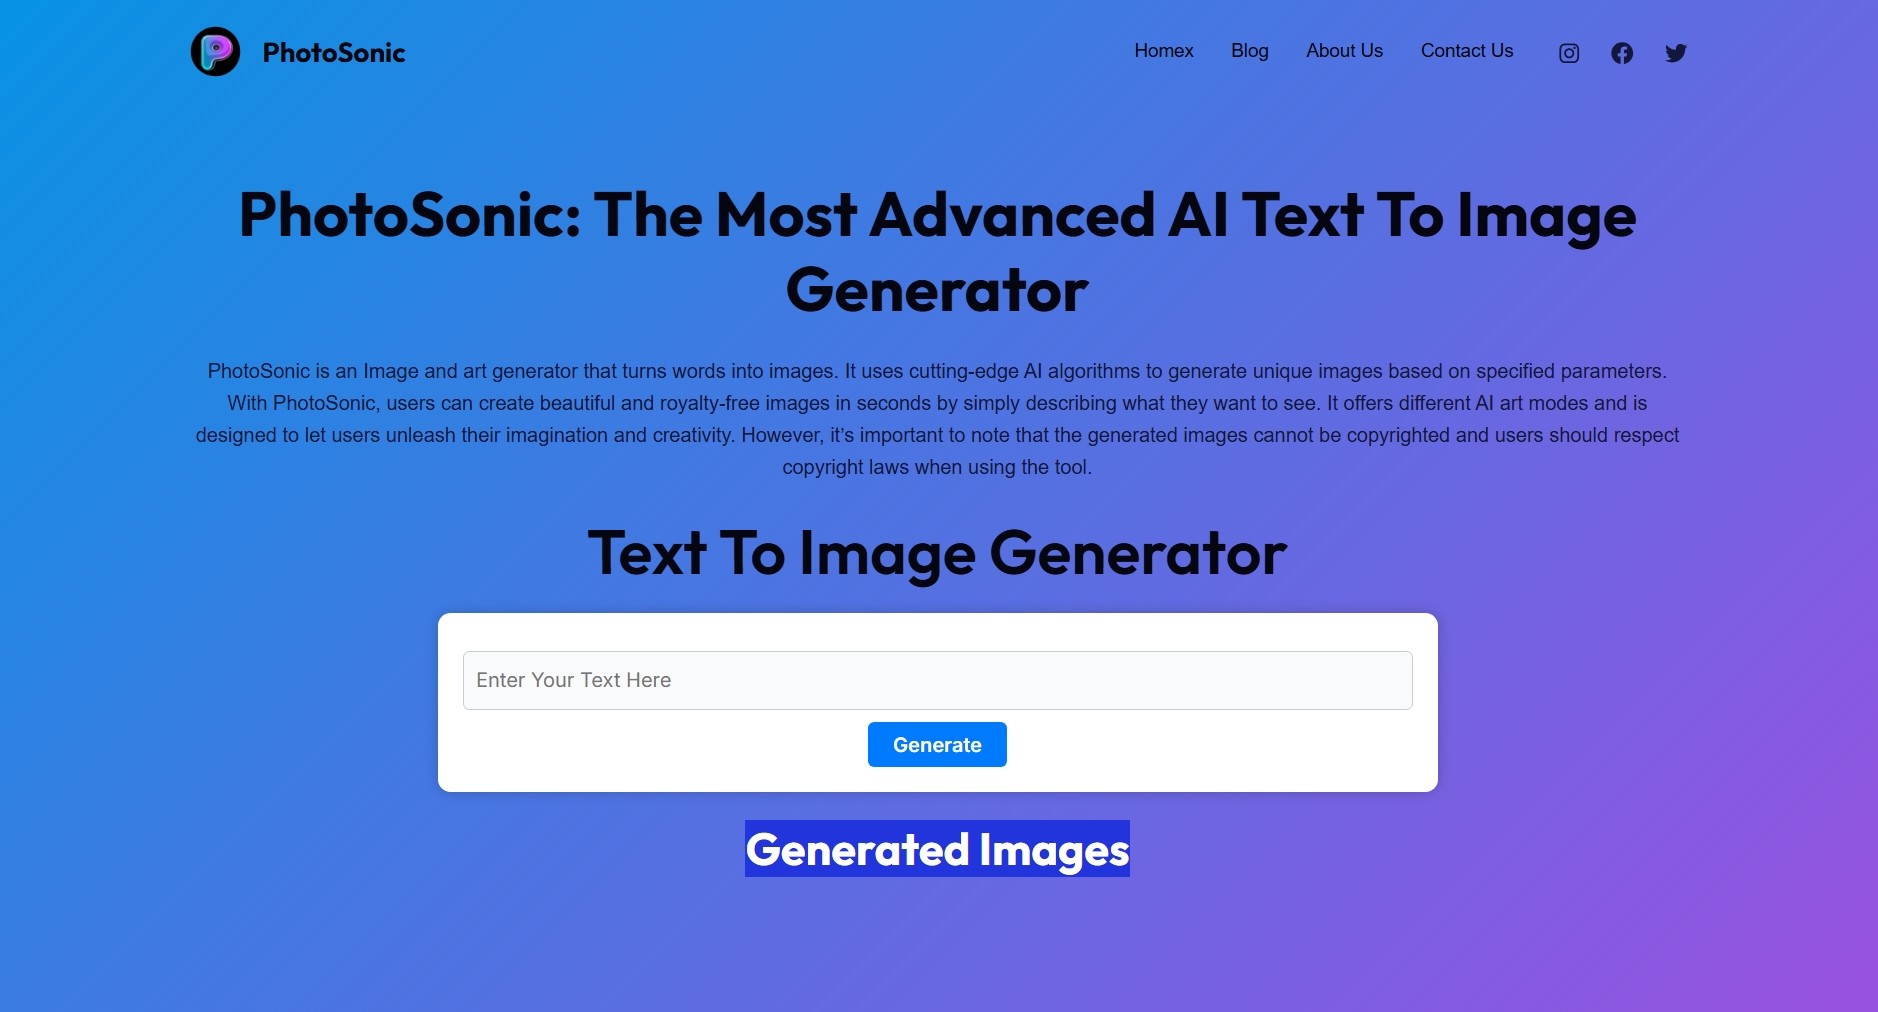 PhotoSonic
Homex Blog About Us Contact Us
PhotoSonic: The Most Advanced AI Text To Image
Generator
PhotoSonic is an Image and art generator that turns words into images. It uses cutting-edge AI algorithms to generate unique images based on specified parameters.
With PhotoSonic, users can create beautiful and royalty-free images in seconds by simply describing what they want to see. It offers different AI art modes and is
designed to let users unleash their imagination and creativity. However, it’s important to note that the generated images cannot be copyrighted and users should respect
copyright laws when using the tool.
Text To Image Generator
Enter Your Text Here
Generate
Generated Images